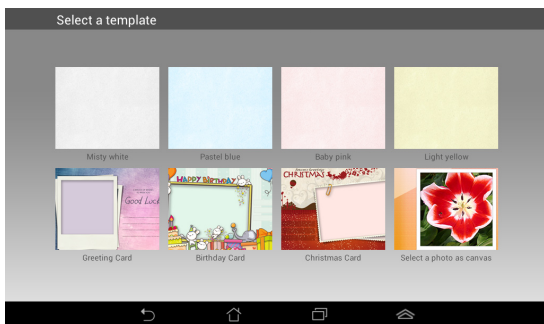 Select a template
Misty white
Pastel blue
Baby pink
Light yellow
Good Luck
HAPPY BIRTHDAY
CHRISTMAS
Greeting Card
Birthday Card
Christmas Card
Select a photo as canvas